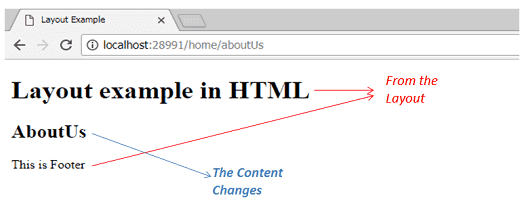 Layout Example
localhost:28991/home/aboutUs
Layout example in HTML
From the
Layout
AboutUs
This is Footer
The Content
Changes